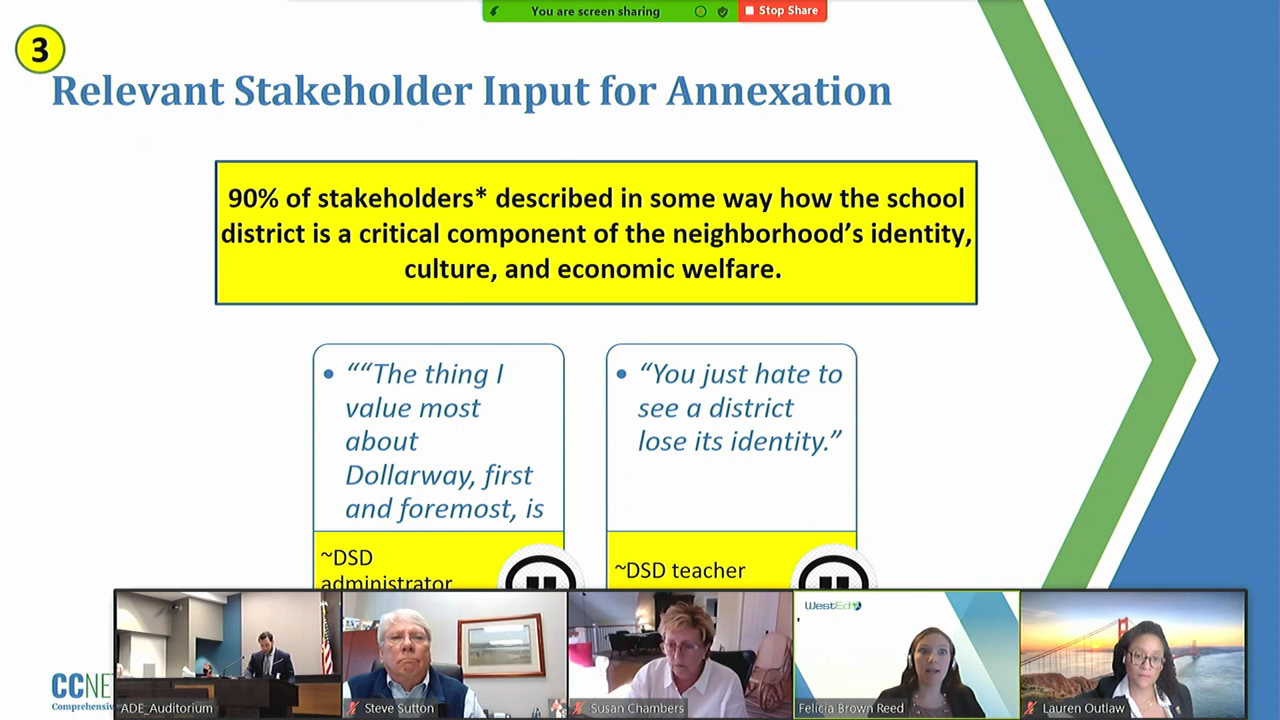 You are screen sharing
Stop Share
3
Relevant Stakeholder Input for Annexation
90% of stakeholders* described in some way how the school
district is a critical component of the neighborhood’s identity,
culture, and economic welfare.
• ““The thing I
value most
about
Dollarway, first
and foremost, is
• “You just hate to
see a district
lose its identity.”
~DSD
administrator
~DSD teacher
WestEd
CCNE
Comprehensiv
ADE_Auditorium
Steve Sutton
Susan Chambers
Felicia Brown Reed
Lauren Outlaw